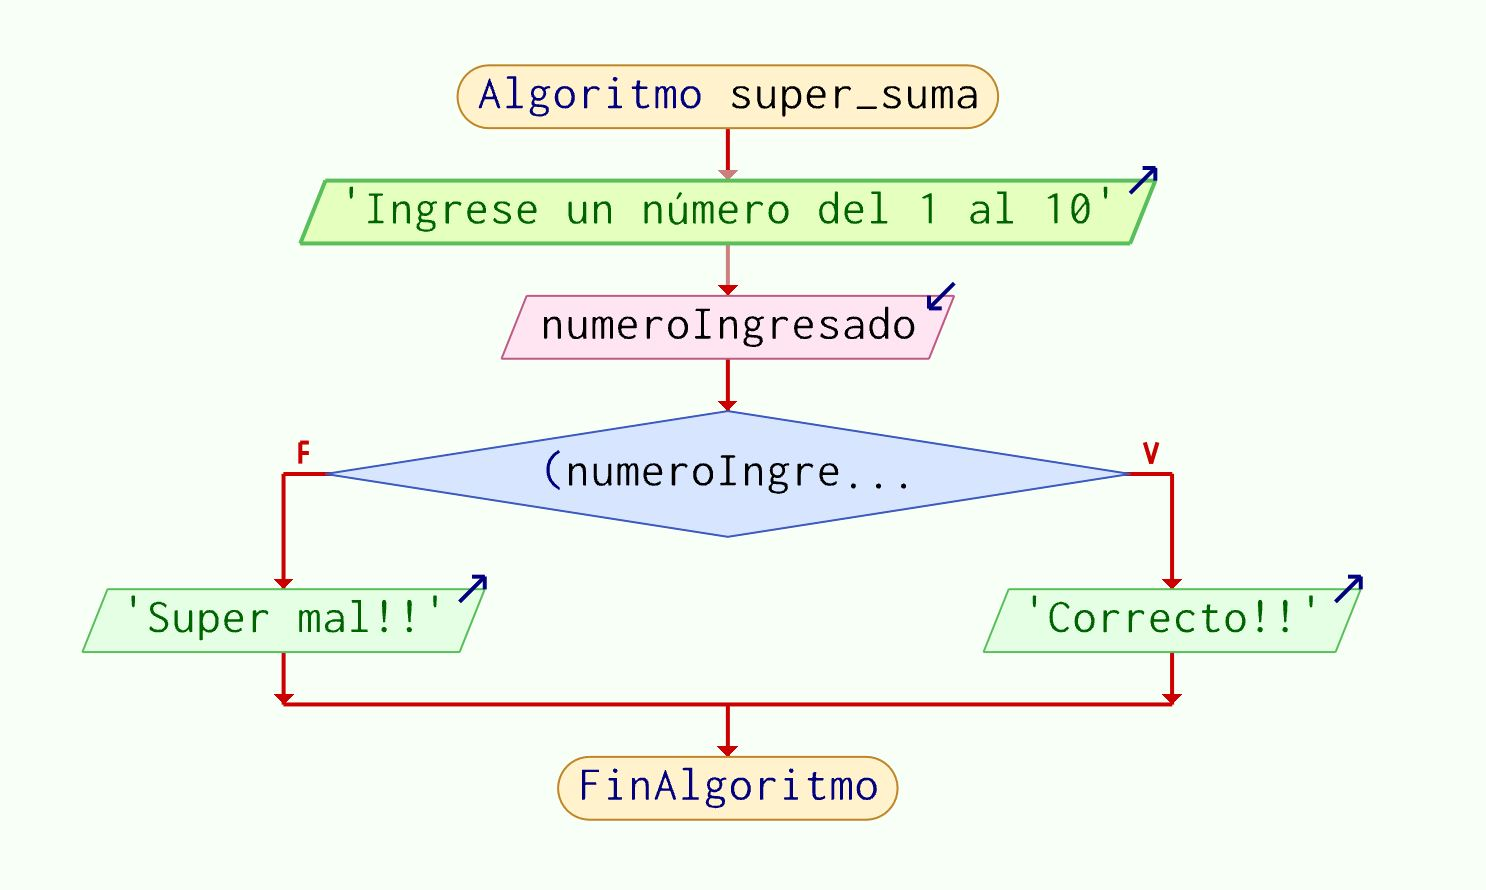 Algoritmo super_suma
'Ingrese un número del 1 al 10'
numeroIngresado
F
V
(numeroIngre...
'Super mal!!'
'Correcto!!'
FinAlgoritmo